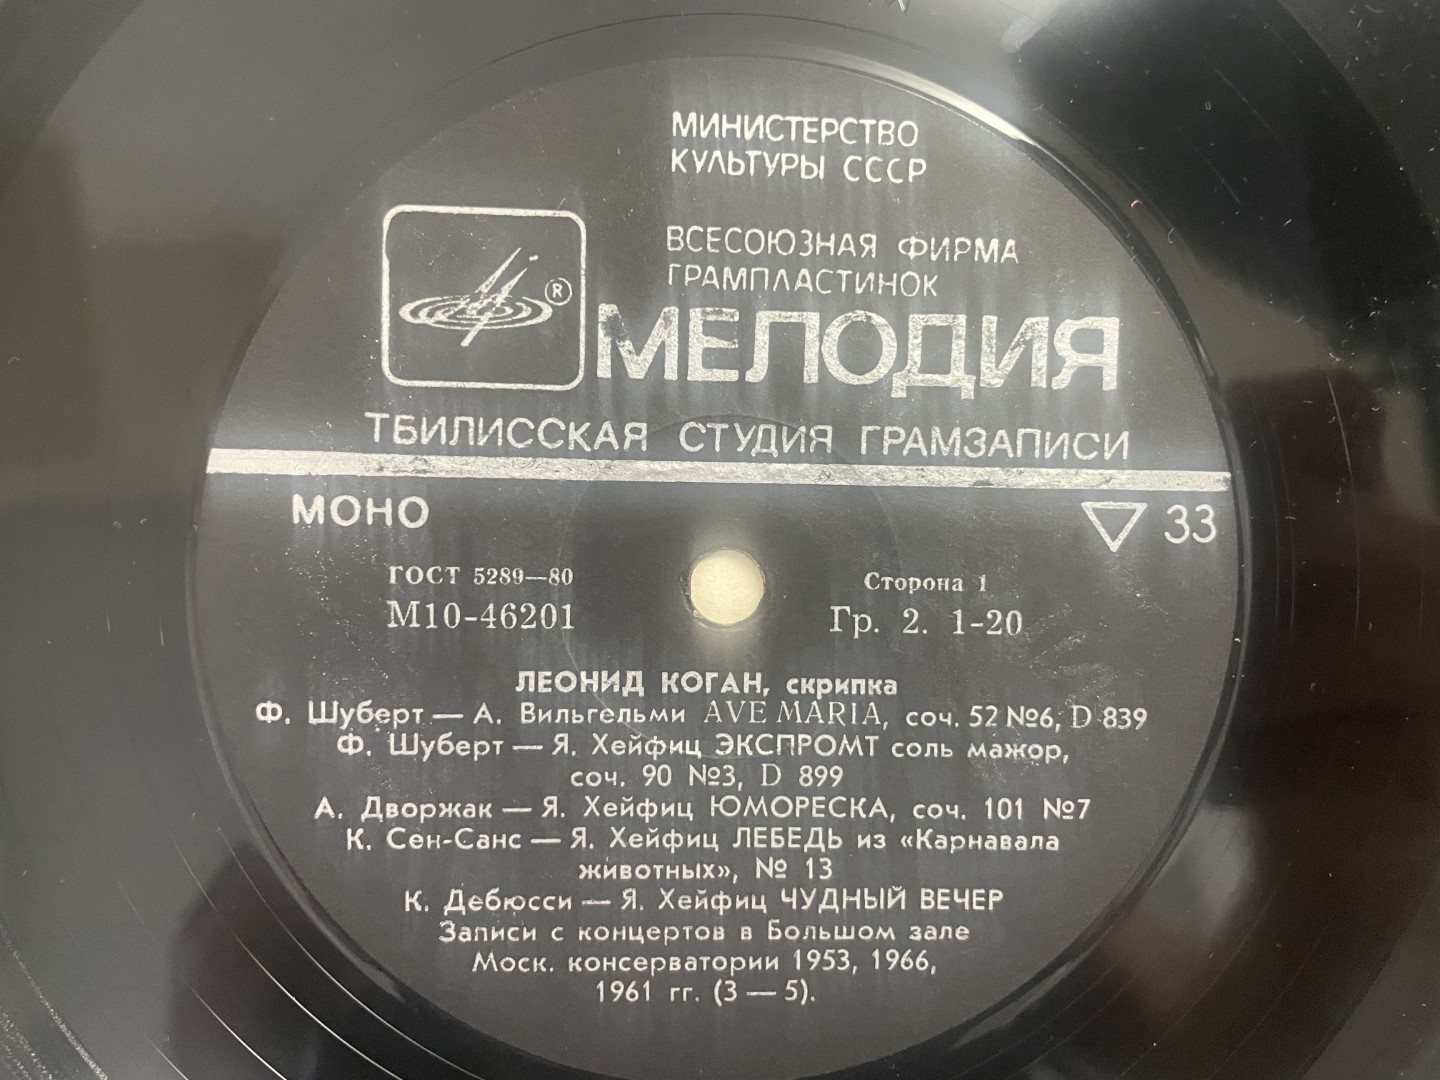 МИНИСТЕРСТВО
КУЛЬТУРЫ СССР
ВСЕСОЮЗНАЯ ФИРМА
ГРАМПЛАСТИНОК
®
МЕЛОДИЯ
ТБИЛИССКАЯ СТУДИЯ ГРАМЗАПИСИ
МОНО
33
ГОСТ 5289—80
Сторона 1
М10-46201
Гр. 2. 1-20
ЛЕОНИД КОГАН, скрипка
Ф. Шуберт — А. Вильгельми AVE MARIA, соч. 52 №6, D 839
Ф. Шуберт — Я. Хейфиц ЭКСПРОМТ соль мажор,
соч. 90 №3, D 899
А. Дворжак — Я. Хейфиц ЮМОРЕСКА, соч. 101 №7
К. Сен-Санс — Я. Хейфиц ЛЕБЕДЬ из «Карнавала
животных», № 13
К. Дебюсси — Я. Хейфиц ЧУДНЫЙ ВЕЧЕР
Записи с концертов в Большом зале
Моск. консерватории 1953, 1966,
1961 гг. (3 — 5).